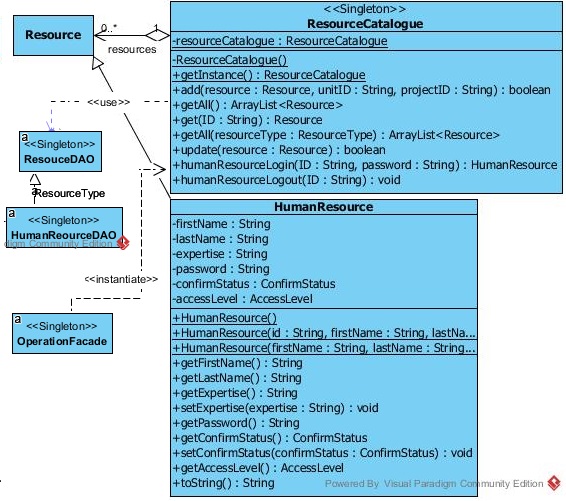 Resource
0..*
1
resources
<<Singleton>>
ResourceCatalogue
-resourceCatalogue : ResourceCatalogue
-ResourceCatalogue()
+getInstance() : ResourceCatalogue
+add(resource : Resource, unitID : String, projectID : String) : boolean
+getAll() : ArrayList<Resource>
+get(ID : String) : Resource
+getAll(resourceType : ResourceType) : ArrayList<Resource>
+update(resource : Resource) : boolean
+humanResourceLogin(ID : String, password : String) : HumanResource
+humanResourceLogout(ID : String) : void
<<use>>
a
<<Singleton>>
ResouceDAO
a
ResourceType
a
<<Singleton>>
HumanReourceDAO
adigm Community Edition
<<instantiate>>
a
<<Singleton>>
OperationFacade
HumanResource
-firstName : String
-lastName : String
-expertise : String
-password : String
-confirmStatus : ConfirmStatus
-accessLevel : AccessLevel
+HumanResource()
+HumanResource(id : String, firstName : String, lastNa...
+HumanResource(firstName : String, lastName : String...
+getFirstName() : String
+getLastName() : String
+getExpertise() : String
+setExpertise(expertise : String) : void
+getPassword() : String
+getConfirmStatus() : ConfirmStatus
+setConfirmStatus(confirmStatus : ConfirmStatus) : void
+getAccessLevel() : AccessLevel
+toString() : String
Powered By Visual Paradigm Community Edition